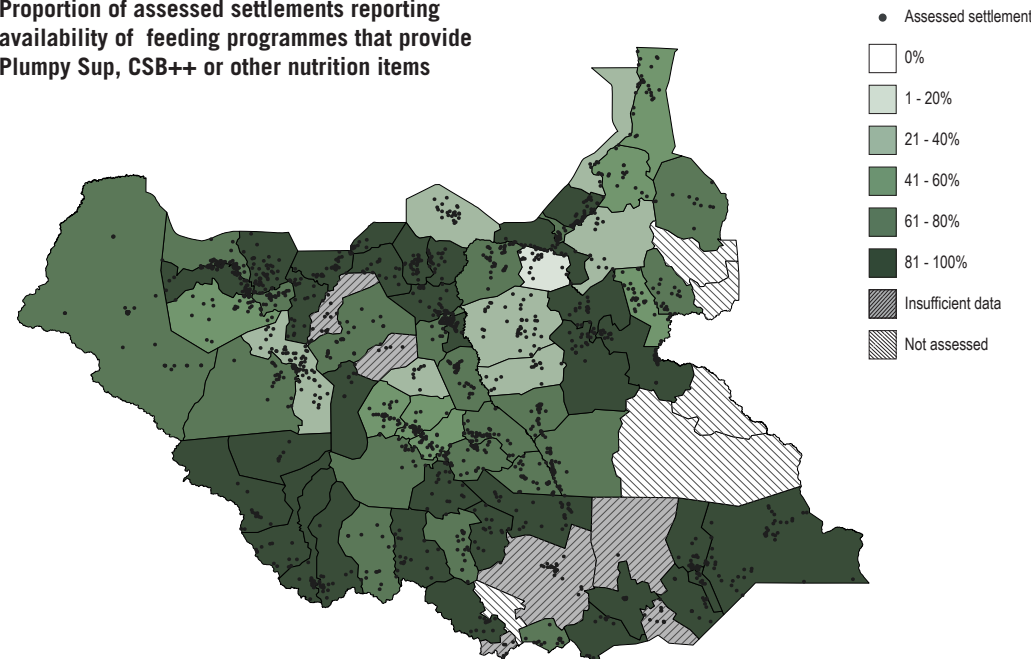 Proportion of assessed settlements reporting
availability of feeding programmes that provide
Plumpy Sup, CSB++ or other nutrition items
Assessed settlement
0%
1 - 20%
21 - 40%
41 - 60%
61 - 80%
81 - 100%
Insufficient data
Not assessed